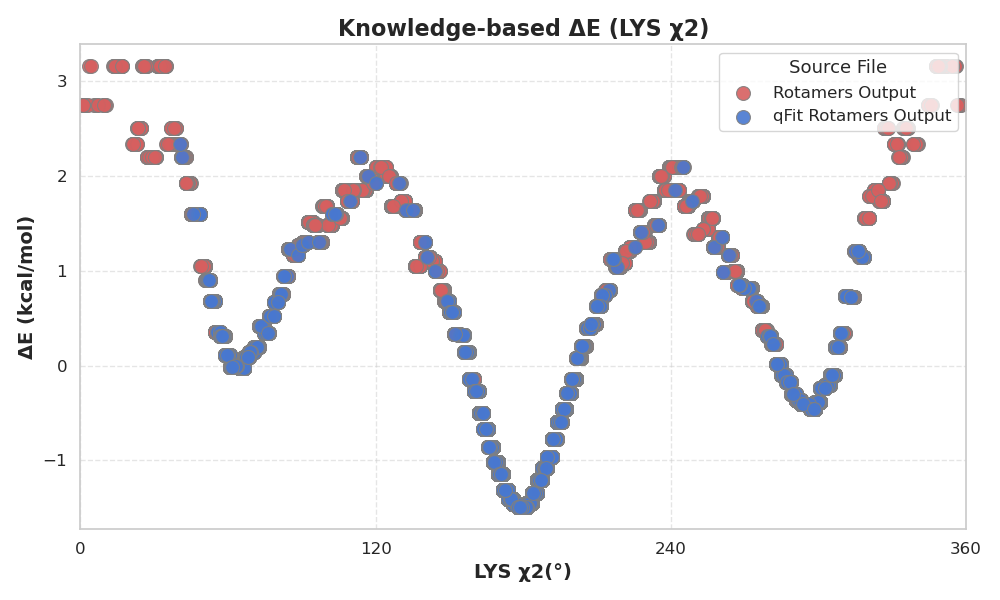 Knowledge-based ΔE (LYS χ2)
Source File
Rotamers Output
qFit Rotamers Output
ΔE (kcal/mol)
3
2
1
0
−1
0 120 240 360
LYS χ2(°)